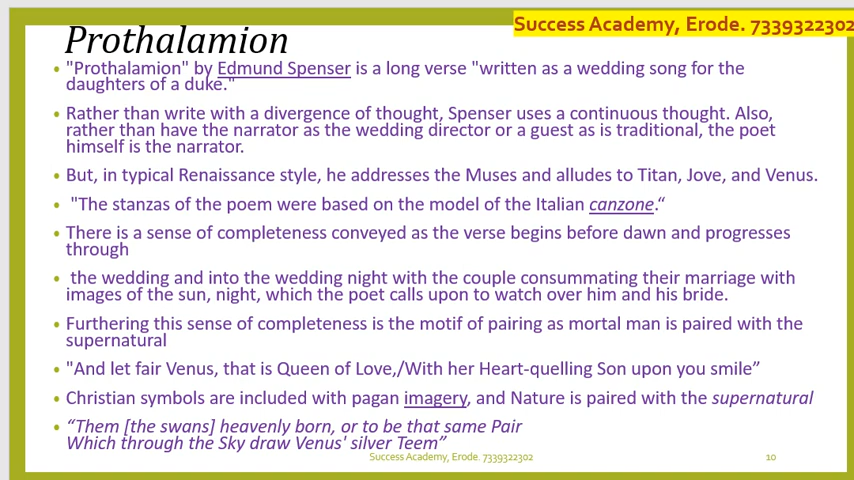 Success Academy, Erode. 7339322302
Prothalamion
• "Prothalamion" by Edmund Spenser is a long verse "written as a wedding song for the
daughters of a duke."
• Rather than write with a divergence of thought, Spenser uses a continuous thought. Also,
rather than have the narrator as the wedding director or a guest as is traditional, the poet
himself is the narrator.
• But, in typical Renaissance style, he addresses the Muses and alludes to Titan, Jove, and Venus.
• "The stanzas of the poem were based on the model of the Italian canzone.“
• There is a sense of completeness conveyed as the verse begins before dawn and progresses
through
• the wedding and into the wedding night with the couple consummating their marriage with
images of the sun, night, which the poet calls upon to watch over him and his bride.
• Furthering this sense of completeness is the motif of pairing as mortal man is paired with the
supernatural
• "And let fair Venus, that is Queen of Love,/With her Heart-quelling Son upon you smile”
• Christian symbols are included with pagan imagery, and Nature is paired with the supernatural
• “Them [the swans] heavenly born, or to be that same Pair
Which through the Sky draw Venus' silver Teem”
Success Academy, Erode. 7339322302
10